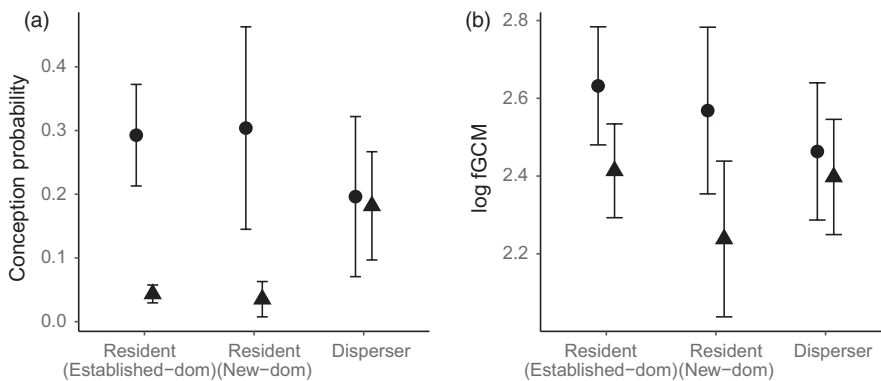 (a)
Conception probability
0.4
0.3
0.2
0.1
0.0
Resident
(Established−dom)
Resident
(New−dom)
Disperser
(b)
log fGCM
2.8
2.6
2.4
2.2
Resident
(Established−dom)
Resident
(New−dom)
Disperser